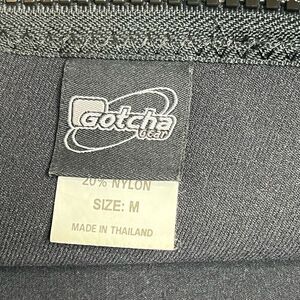 Gotcha
Gear
20% NYLON
SIZE: M
MADE IN THAILAND